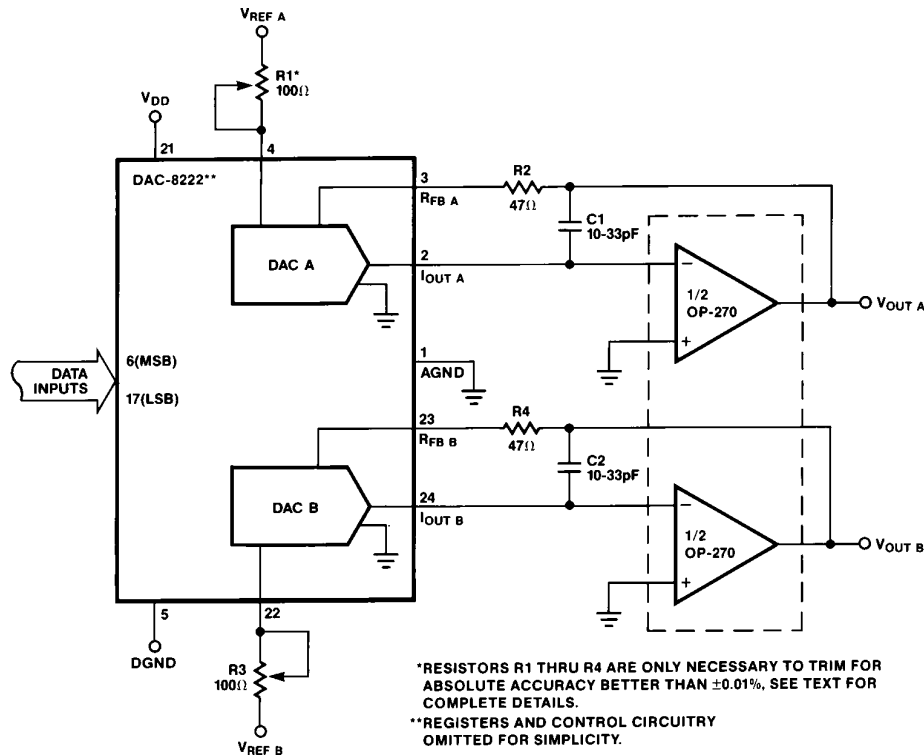 VREF A
R1*
100Ω
VDD
21
4
DAC-8222**
3
RFB A
R2
47Ω
C1
10-33pF
DAC A
2
IOUT A
−
1/2
OP-270
+
VOUT A
DATA
INPUTS
6(MSB)
17(LSB)
1
AGND
23
RFB B
R4
47Ω
C2
10-33pF
DAC B
24
IOUT B
−
1/2
OP-270
+
VOUT B
5
22
DGND
R3
100Ω
VREF B
*RESISTORS R1 THRU R4 ARE ONLY NECESSARY TO TRIM FOR
ABSOLUTE ACCURACY BETTER THAN ±0.01%, SEE TEXT FOR
COMPLETE DETAILS.
**REGISTERS AND CONTROL CIRCUITRY
OMITTED FOR SIMPLICITY.